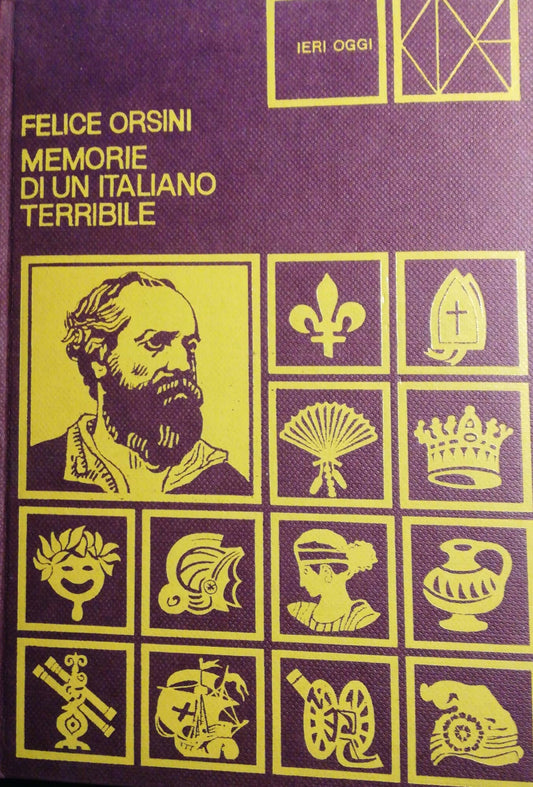 IERI OGGI
FELICE ORSINI
MEMORIE
DI UN ITALIANO
TERRIBILE